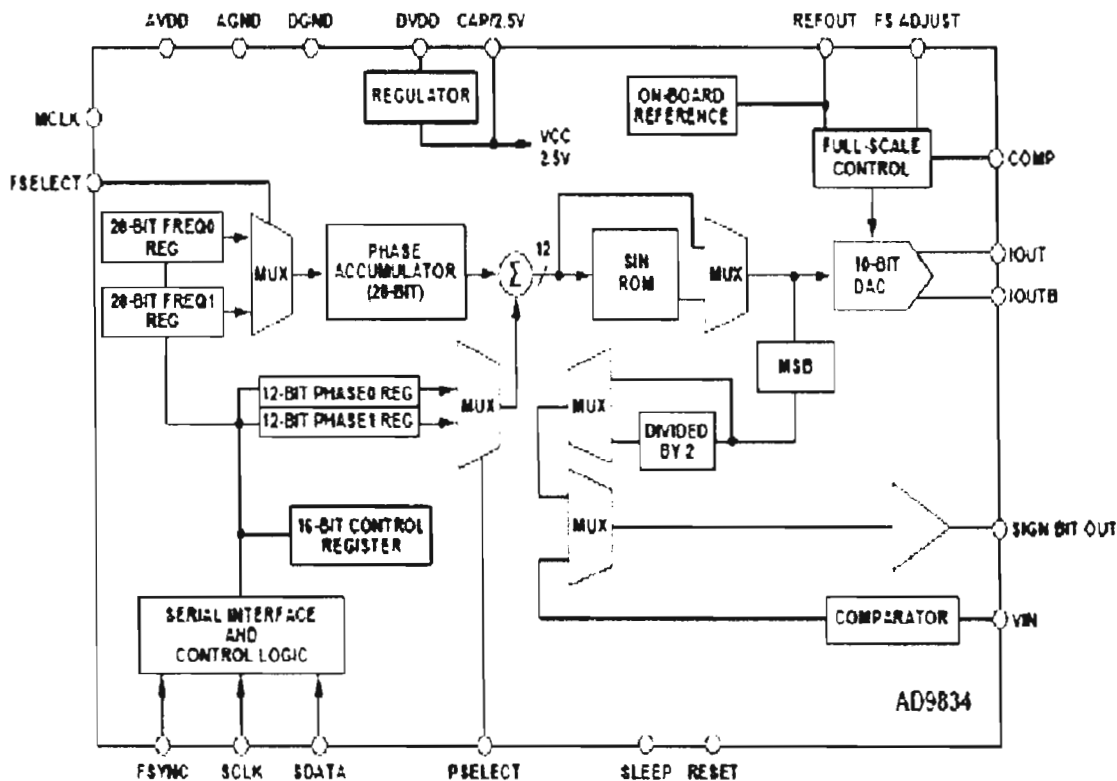 AVDD AGND DGND DVDD CAP/2.5V REFOUT FS ADJUST
REGULATOR
ON-BOARD
REFERENCE
MCLK
VCC
2.5V
FULL-SCALE
CONTROL
COMP
FSELECT
28-BIT FREQ0
REG
MUX
PHASE
ACCUMULATOR
(28-BIT)
Σ
12
SIN
ROM
MUX
10-BIT
DAC
IOUT
IOUTB
28-BIT FREQ1
REG
MSB
12-BIT PHASE0 REG
12-BIT PHASE1 REG
MUX
MUX
DIVIDED
BY 2
16-BIT CONTROL
REGISTER
MUX
SIGN BIT OUT
SERIAL INTERFACE
AND
CONTROL LOGIC
COMPARATOR
VIN
AD9834
FSYNC SCLK SDATA PSELECT SLEEP RESET